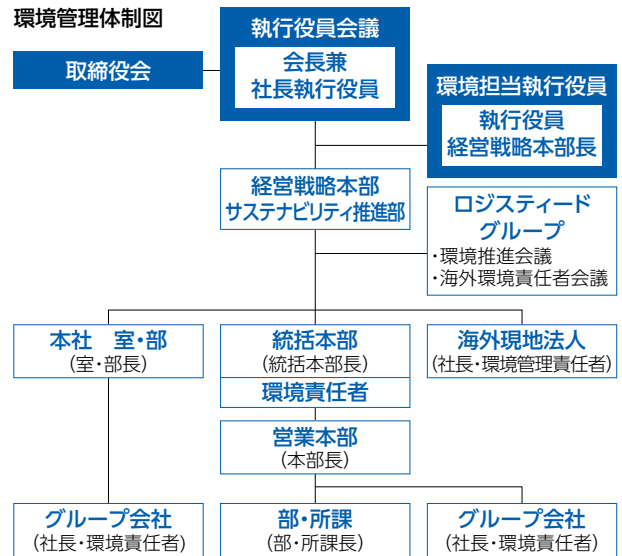 環境管理体制図
執行役員会議
会長兼
社長執行役員
取締役会
環境担当執行役員
執行役員
経営戦略本部長
経営戦略本部
サステナビリティ推進部
ロジスティード
グループ
・環境推進会議
・海外環境責任者会議
本社　室・部
(室・部長)
統括本部
(統括本部長)
環境責任者
海外現地法人
(社長・環境管理責任者)
営業本部
(本部長)
グループ会社
(社長・環境責任者)
部・所課
(部・所課長)
グループ会社
(社長・環境責任者)